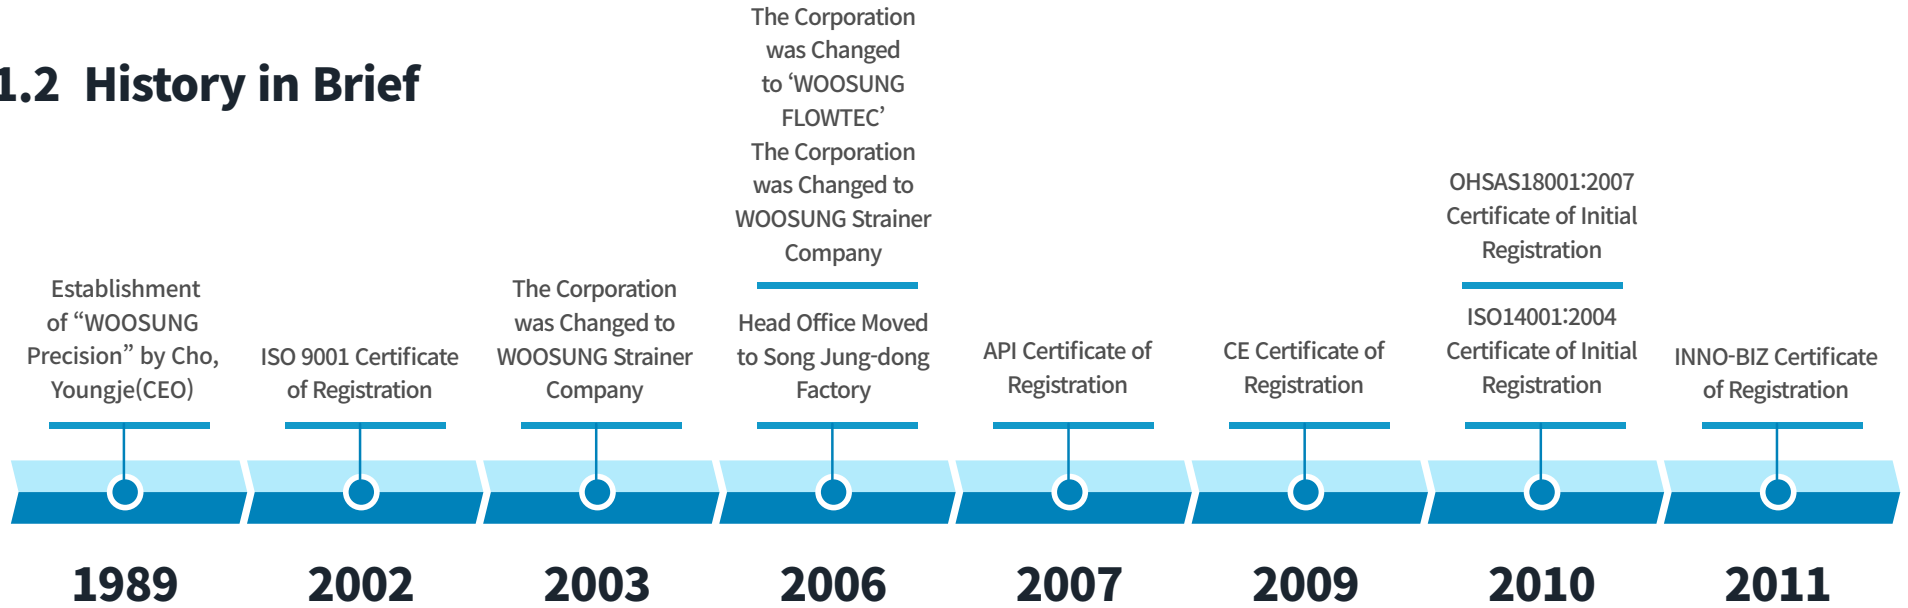 1.2 History in Brief
Establishment
of “WOOSUNG
Precision” by Cho,
Youngje(CEO)
1989
ISO 9001 Certificate
of Registration
2002
The Corporation
was Changed to
WOOSUNG Strainer
Company
2003
The Corporation
was Changed
to ‘WOOSUNG
FLOWTEC’
The Corporation
was Changed to
WOOSUNG Strainer
Company
Head Office Moved
to Song Jung-dong
Factory
2006
API Certificate of
Registration
2007
CE Certificate of
Registration
2009
OHSAS18001:2007
Certificate of Initial
Registration
ISO14001:2004
Certificate of Initial
Registration
2010
INNO-BIZ Certificate
of Registration
2011